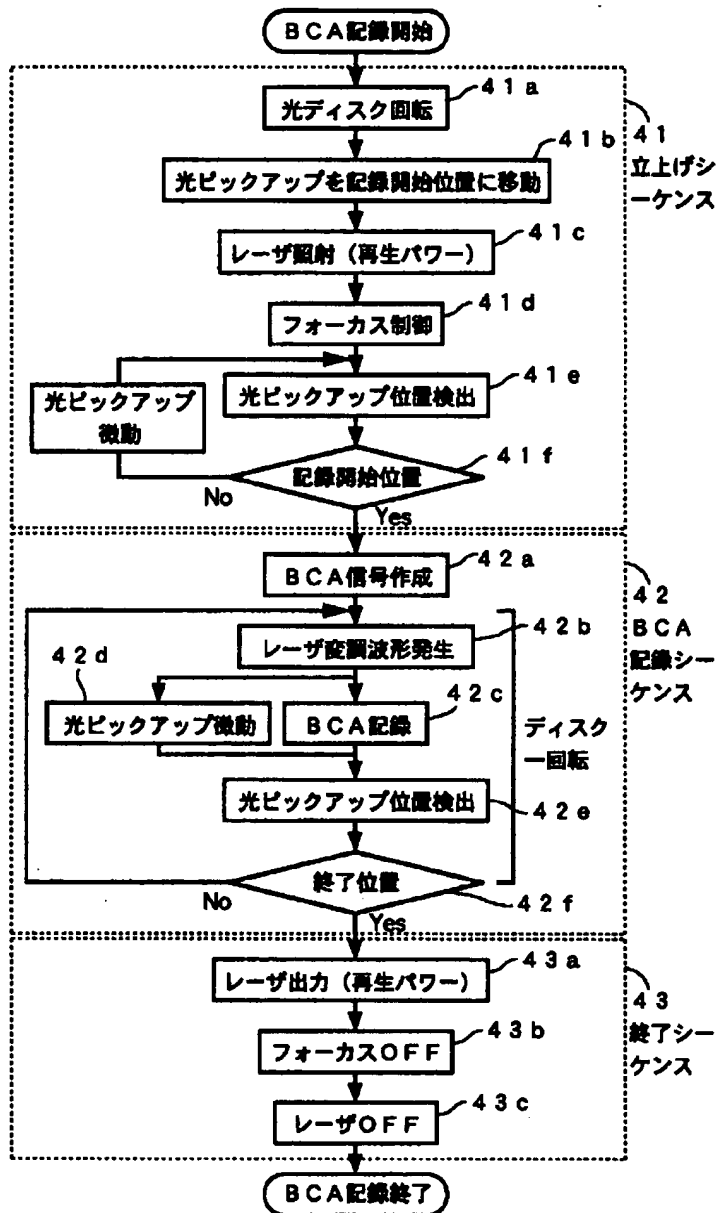 BCA記録開始
41a
光ディスク回転
41b
光ピックアップを記録開始位置に移動
41
立上げシ
ーケンス
41c
レーザ照射（再生パワー）
41d
フォーカス制御
41e
光ピックアップ位置検出
光ピックアップ
微動
41f
記録開始位置
No
Yes
42a
BCA信号作成
42
BCA
記録シー
ケンス
42b
レーザ変調波形発生
42d
光ピックアップ微動
42c
BCA記録
ディスク
一回転
光ピックアップ位置検出
42e
終了位置
42f
No
Yes
43a
レーザ出力（再生パワー）
43
終了シー
ケンス
43b
フォーカスOFF
43c
レーザOFF
BCA記録終了